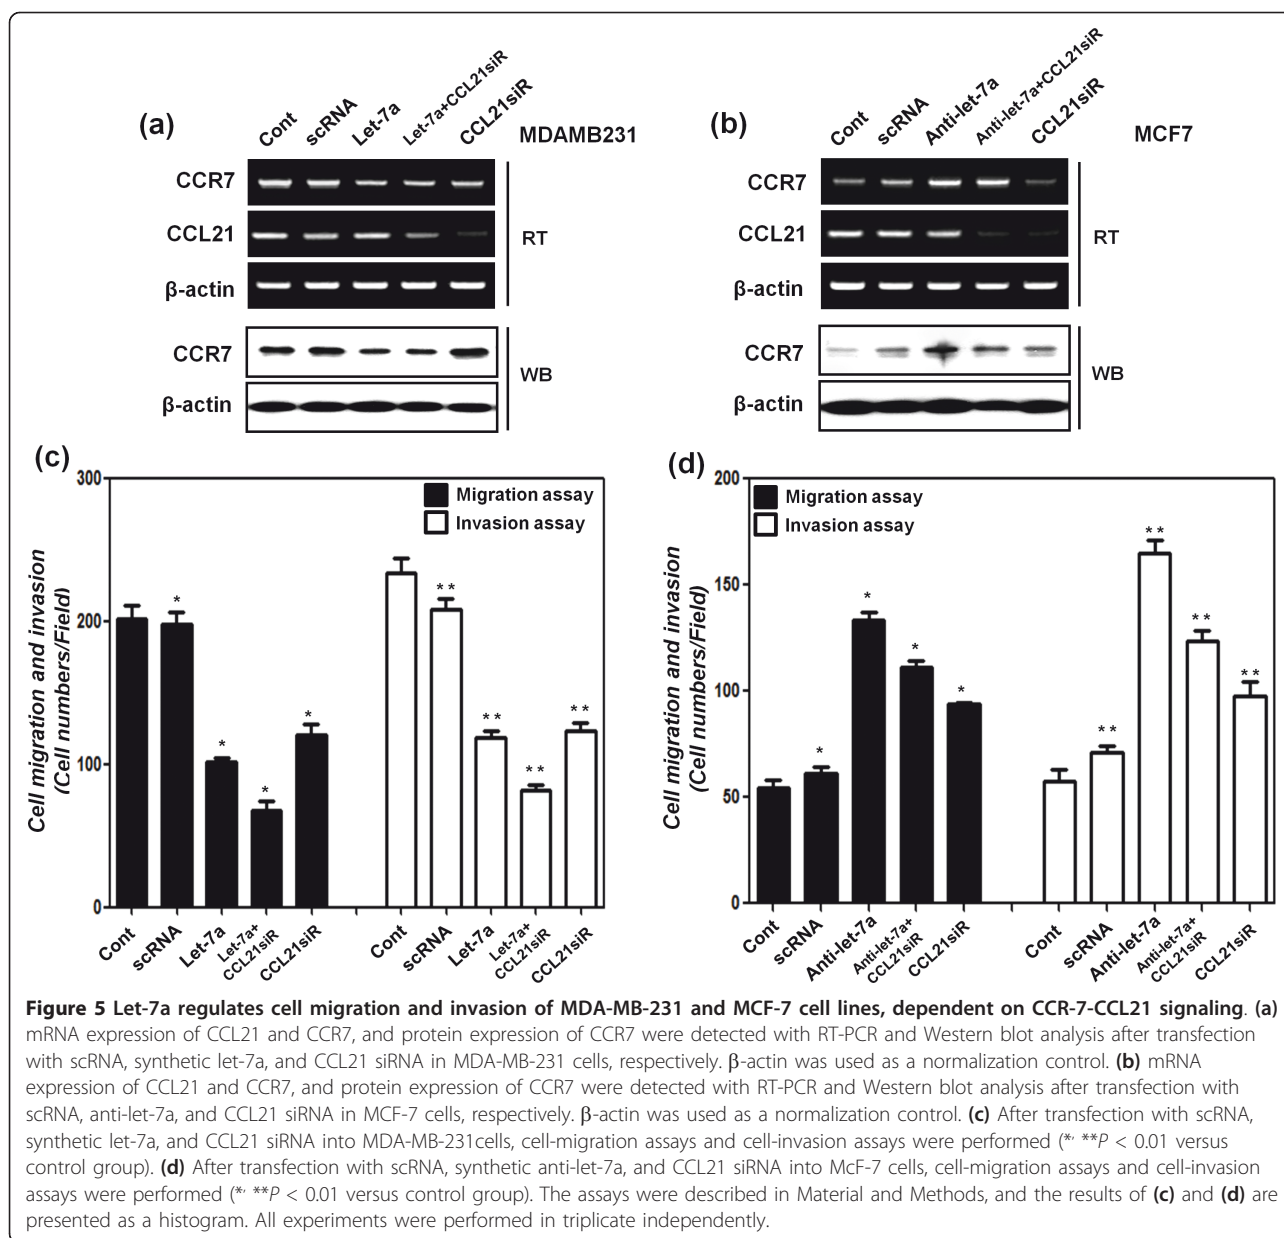 (a)
Cont scRNA Let-7a Let-7a+CCL21siR CCL21siR
MDAMB231
CCR7
CCL21
β-actin
RT
CCR7
β-actin
WB
(b)
Cont scRNA Anti-let-7a Anti-let-7a+CCL21siR CCL21siR
MCF7
CCR7
CCL21
β-actin
RT
CCR7
β-actin
WB
(c)
Cell migration and invasion
(Cell numbers/Field)
300
200
100
0
Migration assay
Invasion assay
*
*
*
*
**
**
**
**
Cont scRNA Let-7a Let-7a+ CCL21siR CCL21siR
Cont scRNA Let-7a Let-7a+ CCL21siR CCL21siR
(d)
Cell migration and invasion
(Cell numbers/Field)
200
150
100
50
0
Migration assay
Invasion assay
*
*
*
*
**
**
**
**
Cont scRNA Anti-let-7a Anti-let-7a+ CCL21siR CCL21siR
Cont scRNA Anti-let-7a Anti-let-7a+ CCL21siR CCL21siR
Figure 5 Let-7a regulates cell migration and invasion of MDA-MB-231 and MCF-7 cell lines, dependent on CCR-7-CCL21 signaling. (a)
mRNA expression of CCL21 and CCR7, and protein expression of CCR7 were detected with RT-PCR and Western blot analysis after transfection
with scRNA, synthetic let-7a, and CCL21 siRNA in MDA-MB-231 cells, respectively. β-actin was used as a normalization control. (b) mRNA
expression of CCL21 and CCR7, and protein expression of CCR7 were detected with RT-PCR and Western blot analysis after transfection with
scRNA, anti-let-7a, and CCL21 siRNA in MCF-7 cells, respectively. β-actin was used as a normalization control. (c) After transfection with scRNA,
synthetic let-7a, and CCL21 siRNA into MDA-MB-231cells, cell-migration assays and cell-invasion assays were performed (*, **P < 0.01 versus
control group). (d) After transfection with scRNA, synthetic anti-let-7a, and CCL21 siRNA into McF-7 cells, cell-migration assays and cell-invasion
assays were performed (*, **P < 0.01 versus control group). The assays were described in Material and Methods, and the results of (c) and (d) are
presented as a histogram. All experiments were performed in triplicate independently.